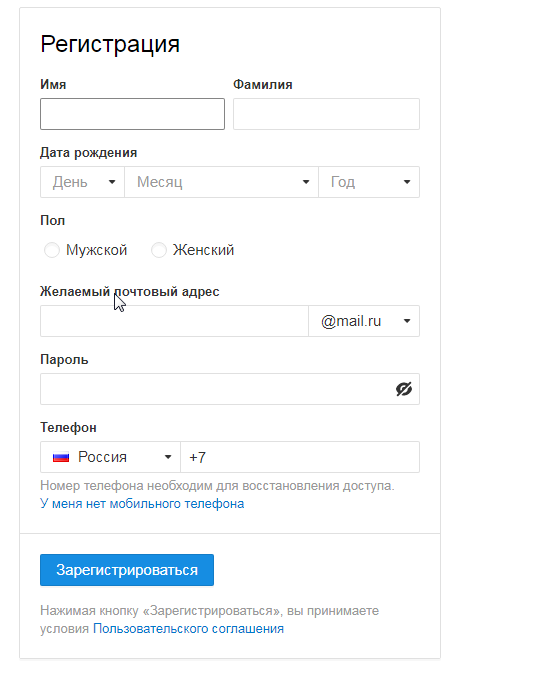 Регистрация
Имя Фамилия
Дата рождения
День Месяц Год
Пол
Мужской Женский
Желаемый почтовый адрес
@mail.ru
Пароль
Телефон
Россия +7
Номер телефона необходим для восстановления доступа.
У меня нет мобильного телефона
Зарегистрироваться
Нажимая кнопку «Зарегистрироваться», вы принимаете
условия Пользовательского соглашения